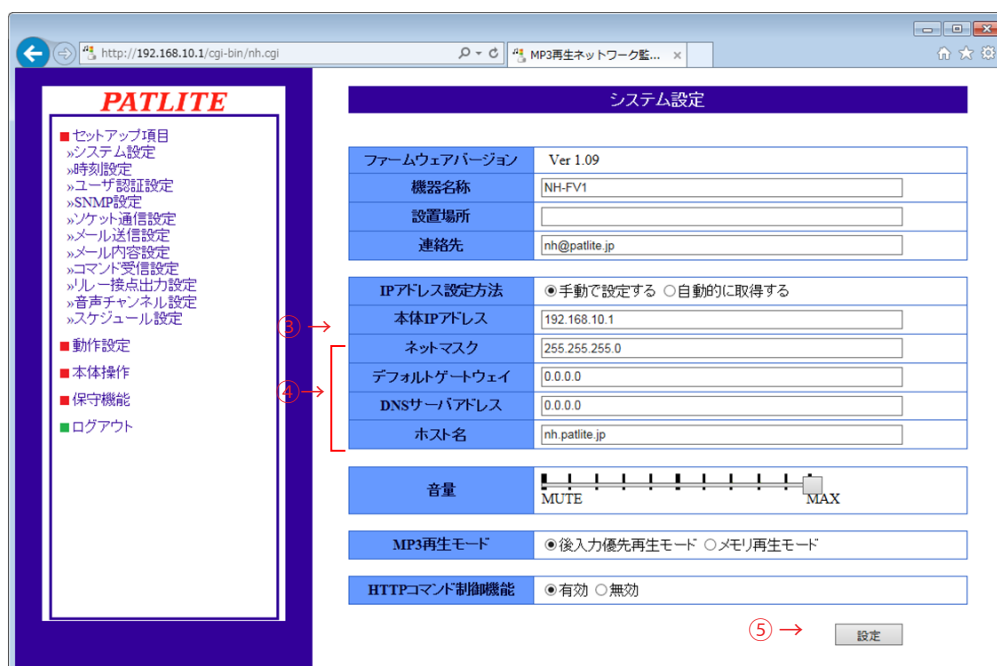 http://192.168.10.1/cgi-bin/nh.cgi
MP3再生ネットワーク監...
PATLITE
セットアップ項目
»システム設定
»時刻設定
»ユーザ認証設定
»SNMP設定
»ソケット通信設定
»メール送信設定
»メール内容設定
»コマンド受信設定
»リレー接点出力設定
»音声チャンネル設定
»スケジュール設定
動作設定
本体操作
保守機能
ログアウト
システム設定
ファームウェアバージョン Ver 1.09
機器名称 NH-FV1
設置場所
連絡先 nh@patlite.jp
IPアドレス設定方法 手動で設定する 自動的に取得する
③ → 本体IPアドレス 192.168.10.1
ネットマスク 255.255.255.0
④ → デフォルトゲートウェイ 0.0.0.0
DNSサーバアドレス 0.0.0.0
ホスト名 nh.patlite.jp
音量 MUTE MAX
MP3再生モード 後入力優先再生モード メモリ再生モード
HTTPコマンド制御機能 有効 無効
⑤ → 設定